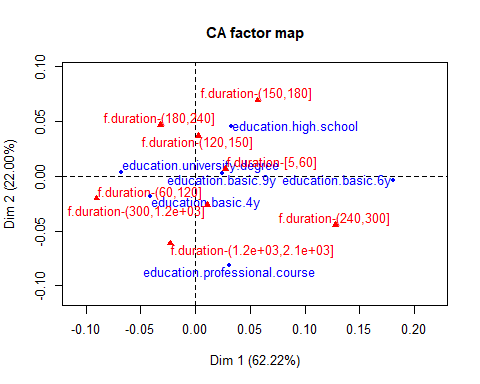 CA factor map
0.10
f.duration-(150,180]
0.05
f.duration-(180,240]
education.high.school
f.duration-(120,150]
f.duration-[5,60]
education.university.degree
0.00
education.basic.9y
education.basic.6y
f.duration-(60,120]
education.basic.4y
f.duration-(300,1.2e+03]
f.duration-(240,300]
-0.05
f.duration-(1.2e+03,2.1e+03]
education.professional.course
-0.10
Dim 2 (22.00%)
-0.10 -0.05 0.00 0.05 0.10 0.15 0.20
Dim 1 (62.22%)